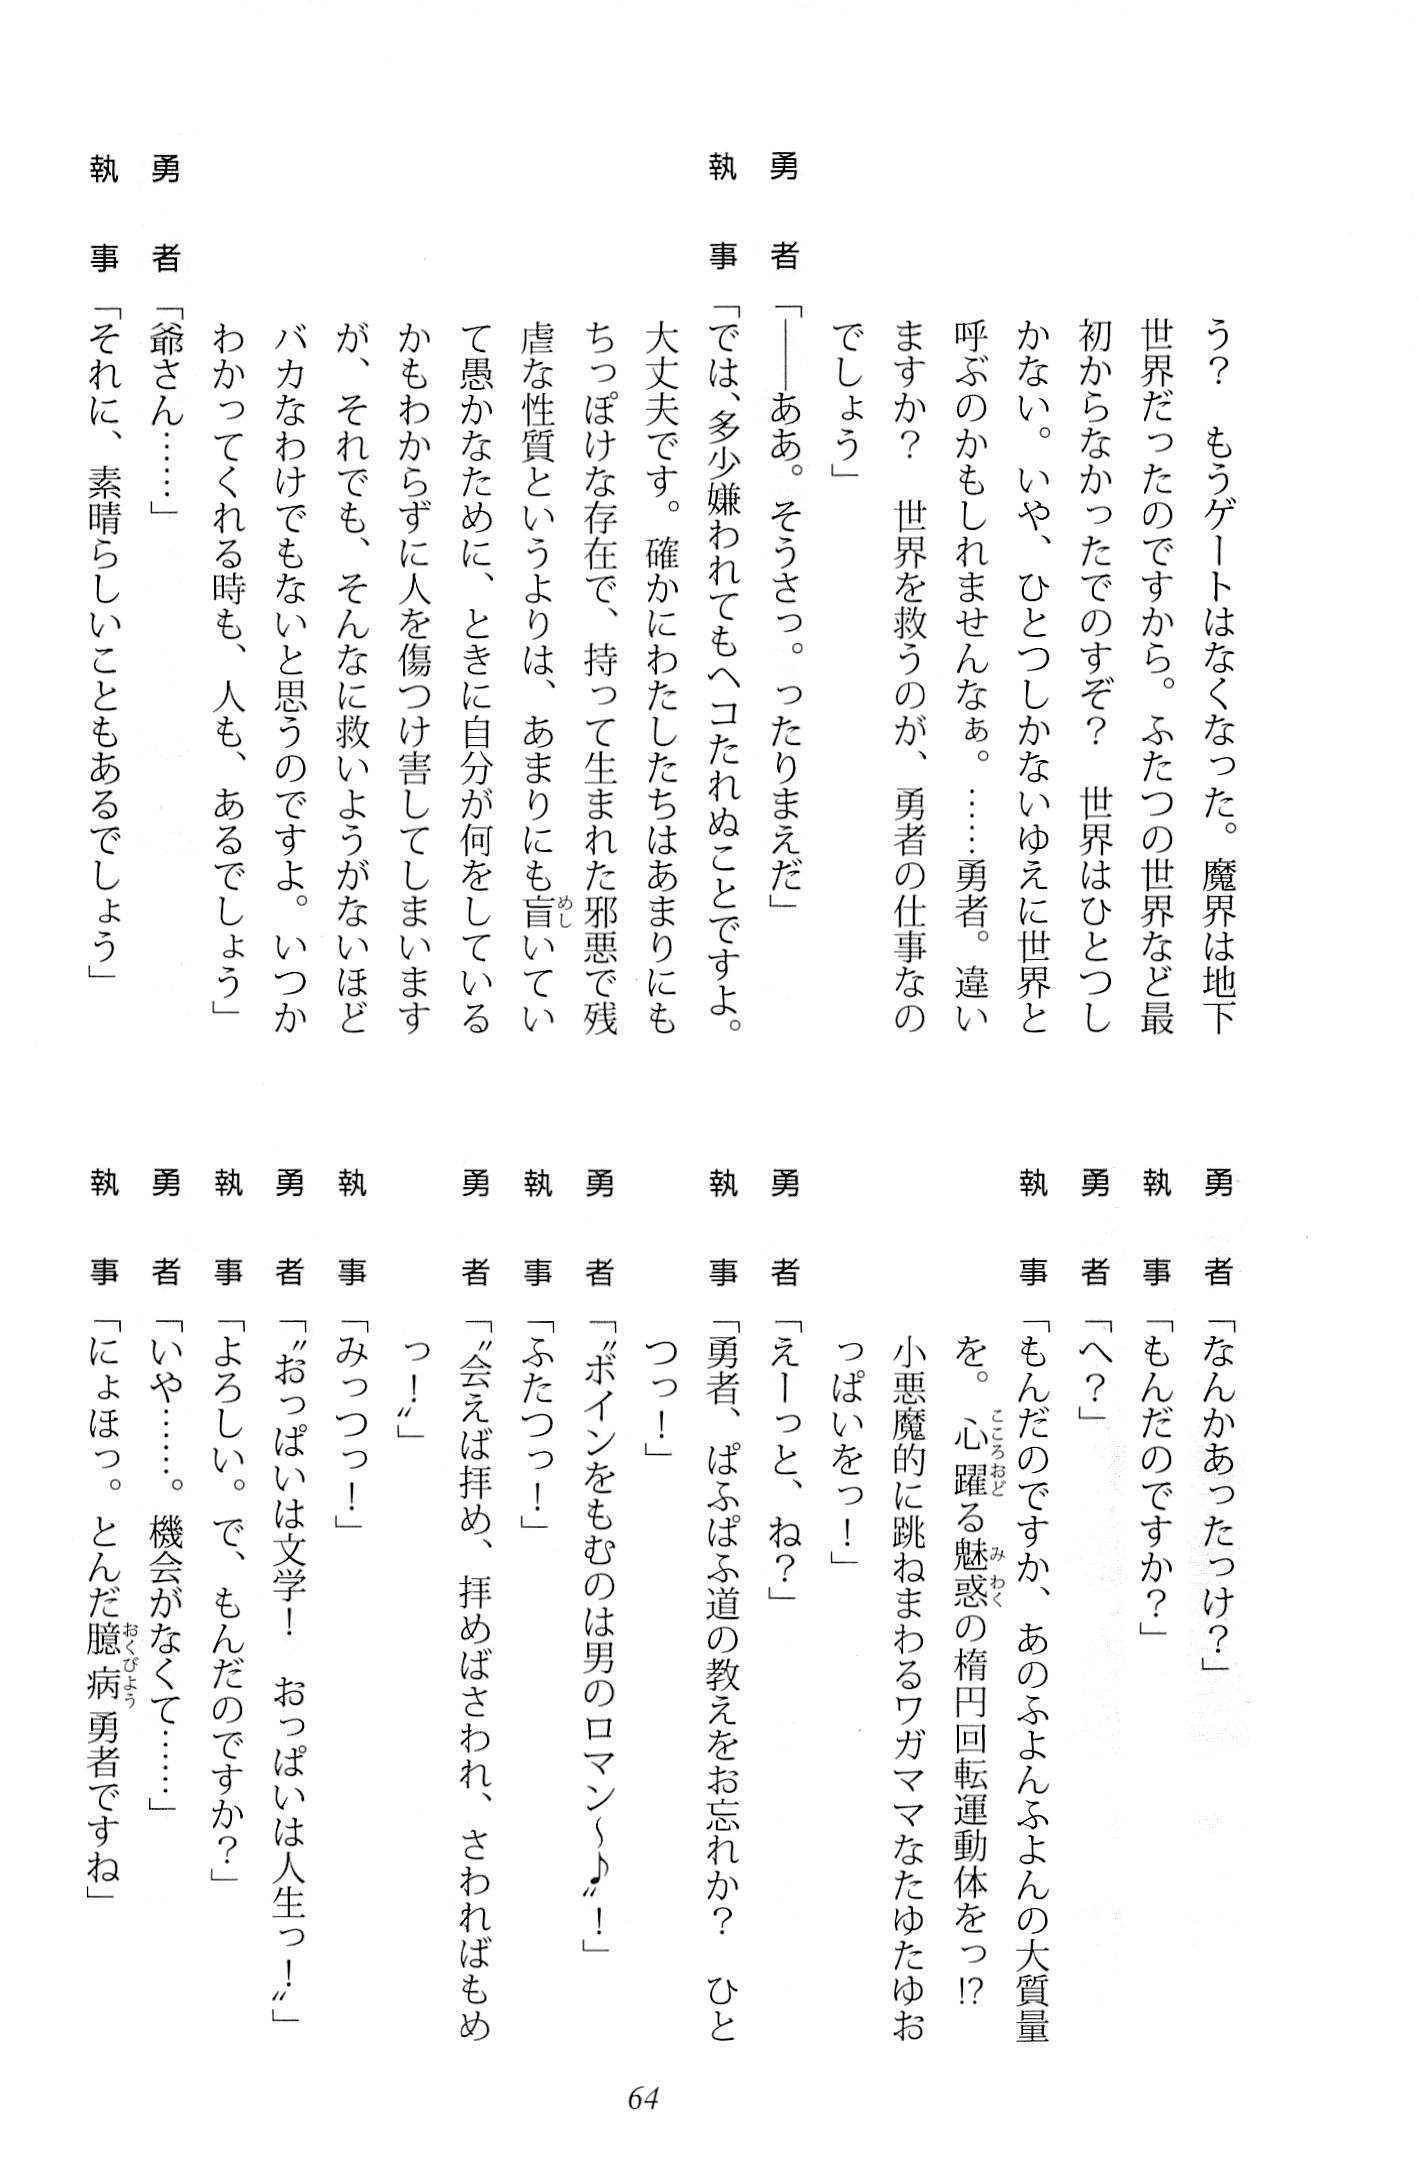 う？　もうゲートはなくなった。魔界は地下
世界だったのですから。ふたつの世界など最
初からなかったでのすぞ？　世界はひとつし
かない。いや、ひとつしかないゆえに世界と
呼ぶのかもしれませんなぁ。……勇者。違い
ますか？　世界を救うのが、勇者の仕事なの
でしょう」
勇者「――ああ。そうさっ。ったりまえだ」
執事「では、多少嫌われてもヘコたれぬことですよ。
大丈夫です。確かにわたしたちはあまりにも
ちっぽけな存在で、持って生まれた邪悪で残
虐な性質というよりは、あまりにも盲いてい
めし
て愚かなために、ときに自分が何をしている
かもわからずに人を傷つけ害してしまいます
が、それでも、そんなに救いようがないほど
バカなわけでもないと思うのですよ。いつか
わかってくれる時も、人も、あるでしょう」
勇者「爺さん……」
執事「それに、素晴らしいこともあるでしょう」
勇者「なんかあったっけ？」
執事「もんだのですか？」
勇者「へ？」
執事「もんだのですか、あのふよんふよんの大質量
を。心躍る魅惑の楕円回転運動体をっ!?
こころおど　みわく
小悪魔的に跳ねまわるワガママなたゆたゆお
っぱいをっ！」
勇者「えーっと、ね？」
執事「勇者、ぱふぱふ道の教えをお忘れか？　ひと
つっ！」
勇者「〝ボインをもむのは男のロマン〜♪〟！」
執事「ふたつっ！」
勇者「〝会えば拝め、拝めばさわれ、さわればもめ
っ！〟」
執事「みっつっ！」
勇者「〝おっぱいは文学！　おっぱいは人生っ！〟」
執事「よろしい。で、もんだのですか？」
勇者「いや……。機会がなくて……」
執事「にょほっ。とんだ臆病勇者ですね」
おくびょう
64